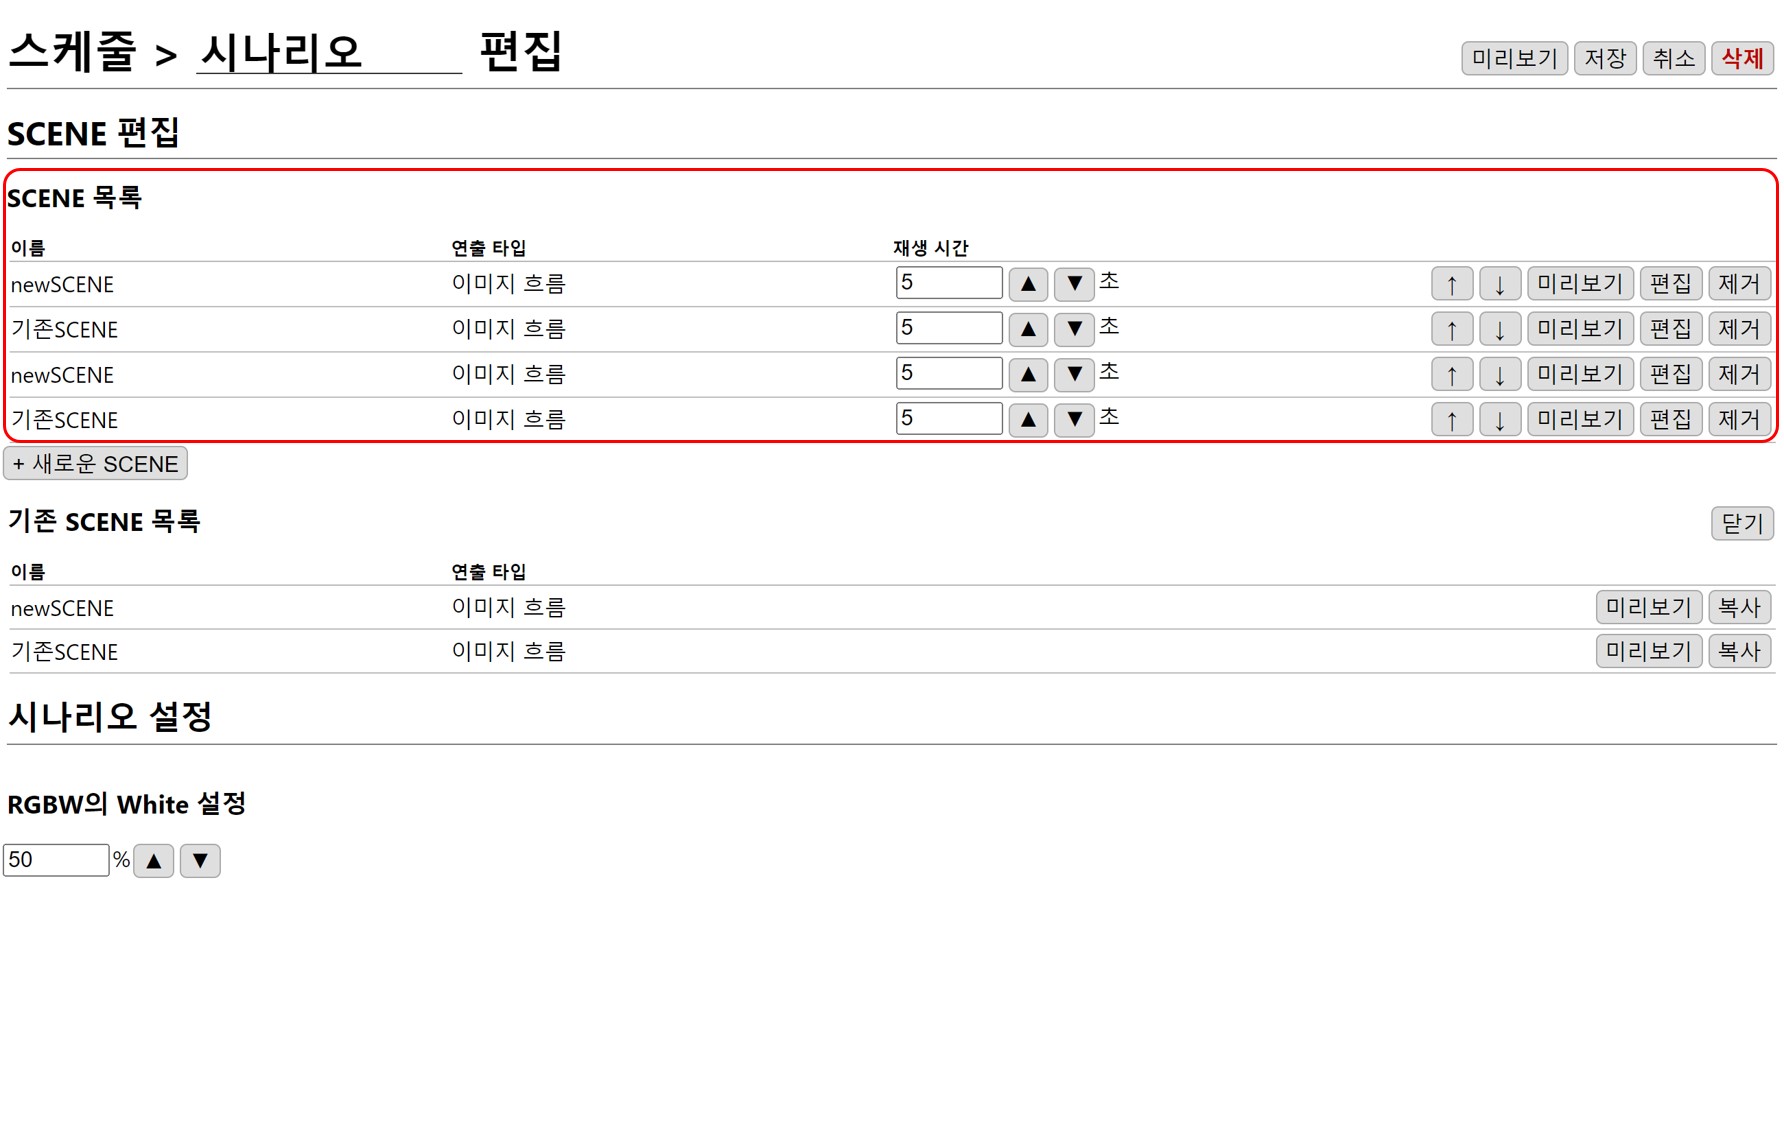 스케줄 > 시나리오 편집 미리보기 저장 취소 삭제
SCENE 편집
SCENE 목록
이름 연출 타입 재생 시간
newSCENE 이미지 흐름 5 ▲ ▼ 초 ↑ ↓ 미리보기 편집 제거
기존SCENE 이미지 흐름 5 ▲ ▼ 초 ↑ ↓ 미리보기 편집 제거
newSCENE 이미지 흐름 5 ▲ ▼ 초 ↑ ↓ 미리보기 편집 제거
기존SCENE 이미지 흐름 5 ▲ ▼ 초 ↑ ↓ 미리보기 편집 제거
+ 새로운 SCENE
기존 SCENE 목록 닫기
이름 연출 타입
newSCENE 이미지 흐름 미리보기 복사
기존SCENE 이미지 흐름 미리보기 복사
시나리오 설정
RGBW의 White 설정
50 % ▲ ▼